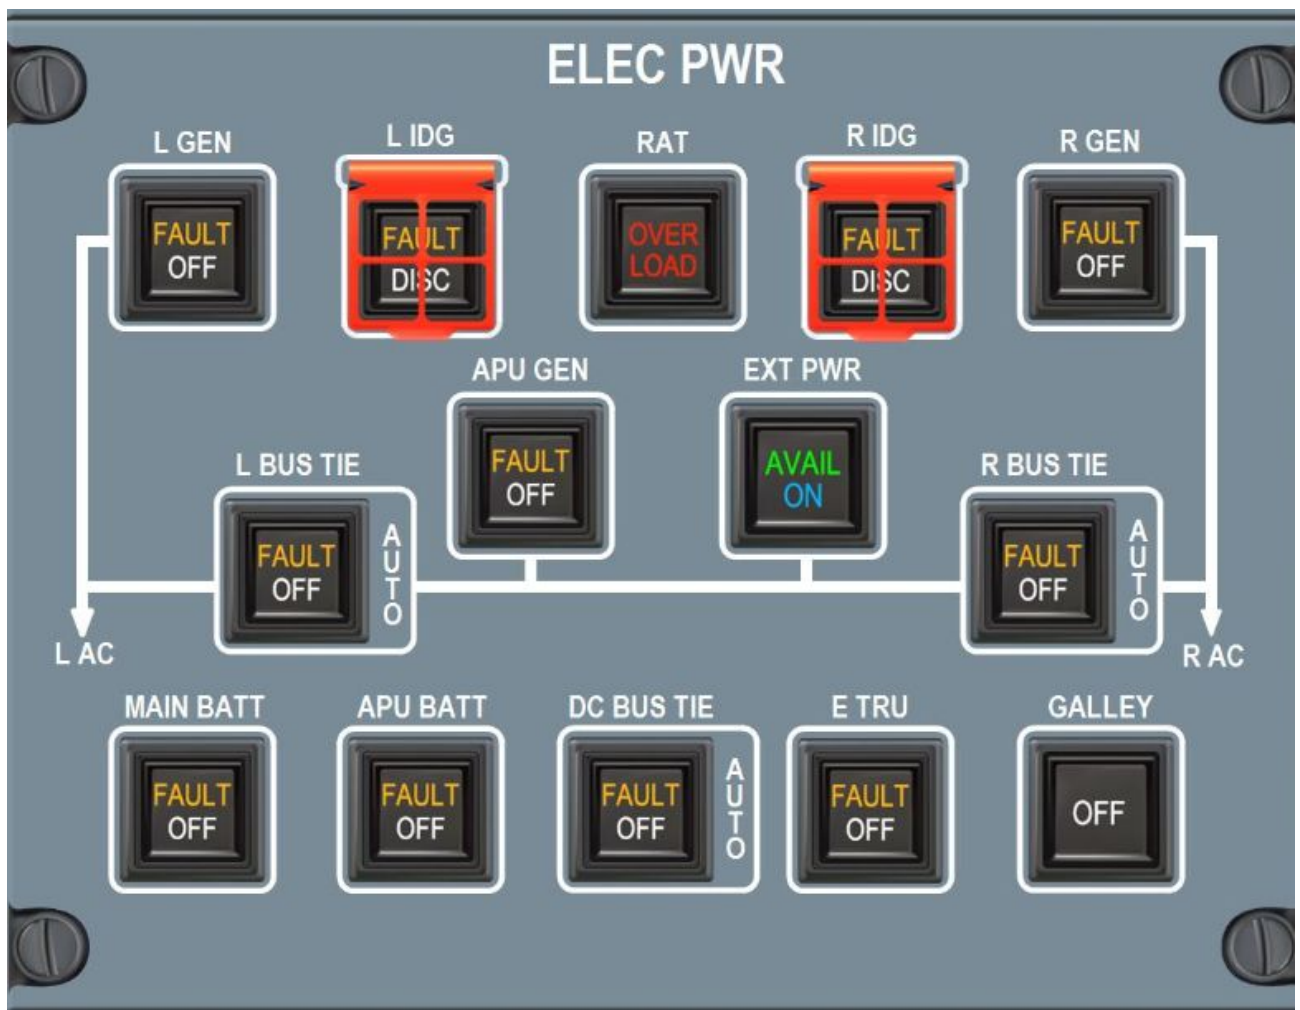 ELEC PWR
L GEN
L IDG
RAT
R IDG
R GEN
FAULT
OFF
FAULT
DISC
OVER
LOAD
FAULT
DISC
FAULT
OFF
APU GEN
EXT PWR
FAULT
OFF
AVAIL
ON
L BUS TIE
R BUS TIE
FAULT
OFF
AUTO
FAULT
OFF
AUTO
L AC
R AC
MAIN BATT
APU BATT
DC BUS TIE
E TRU
GALLEY
FAULT
OFF
FAULT
OFF
FAULT
OFF
AUTO
FAULT
OFF
OFF